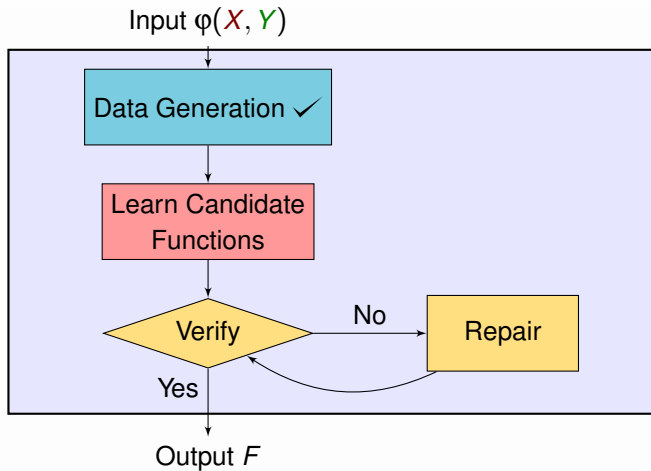 Input φ(X, Y)
Data Generation ✓
Learn Candidate
Functions
Verify
No
Repair
Yes
Output F